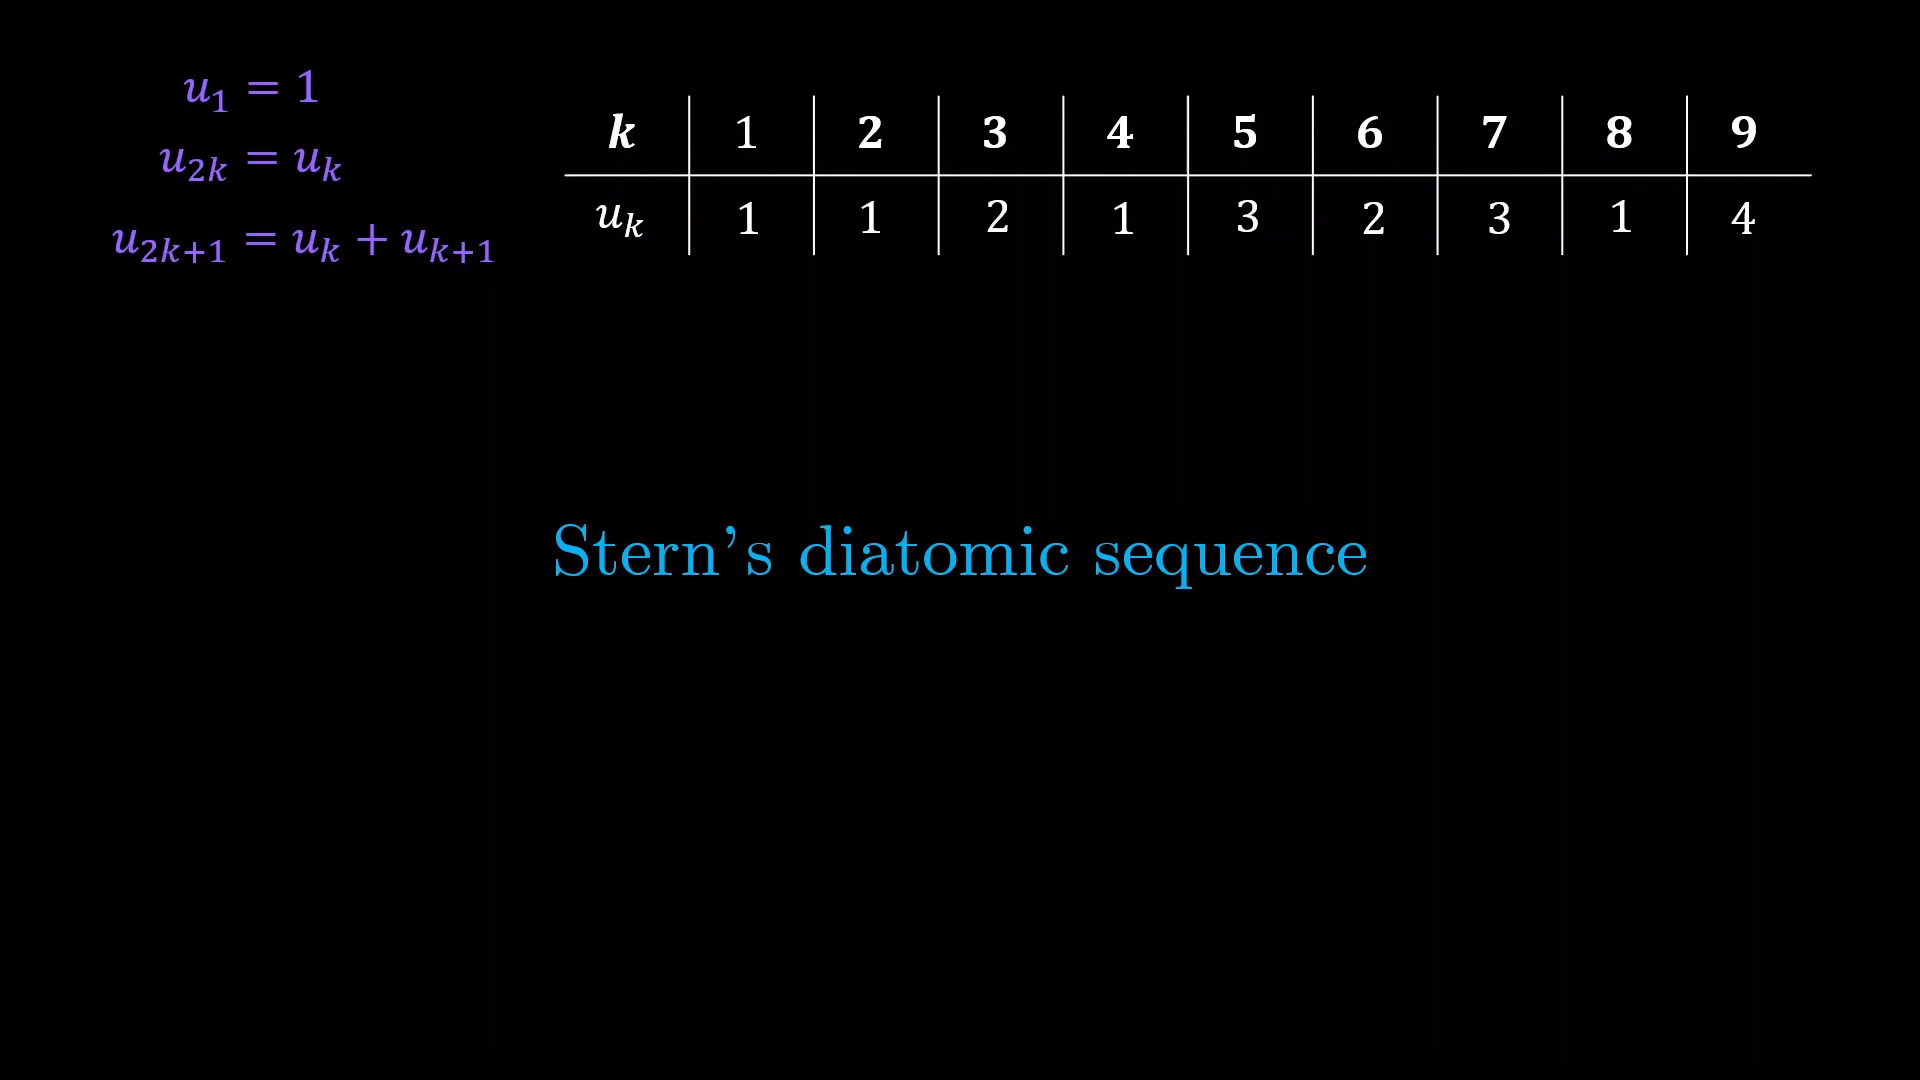 u₁ = 1
u₂ₖ = uₖ
u₂ₖ₊₁ = uₖ + uₖ₊₁
k 1 2 3 4 5 6 7 8 9
uₖ 1 1 2 1 3 2 3 1 4
Stern's diatomic sequence